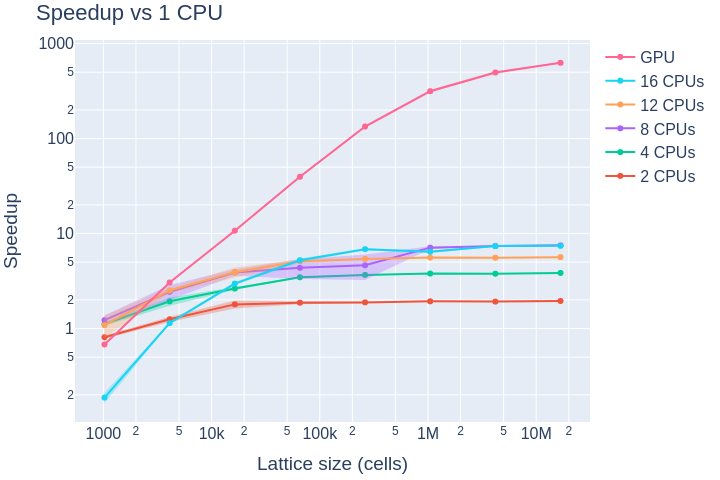 Speedup vs 1 CPU
1000
5
2
100
5
2
10
5
2
1
5
2
Speedup
1000 2 5 10k 2 5 100k 2 5 1M 2 5 10M 2
Lattice size (cells)
GPU
16 CPUs
12 CPUs
8 CPUs
4 CPUs
2 CPUs